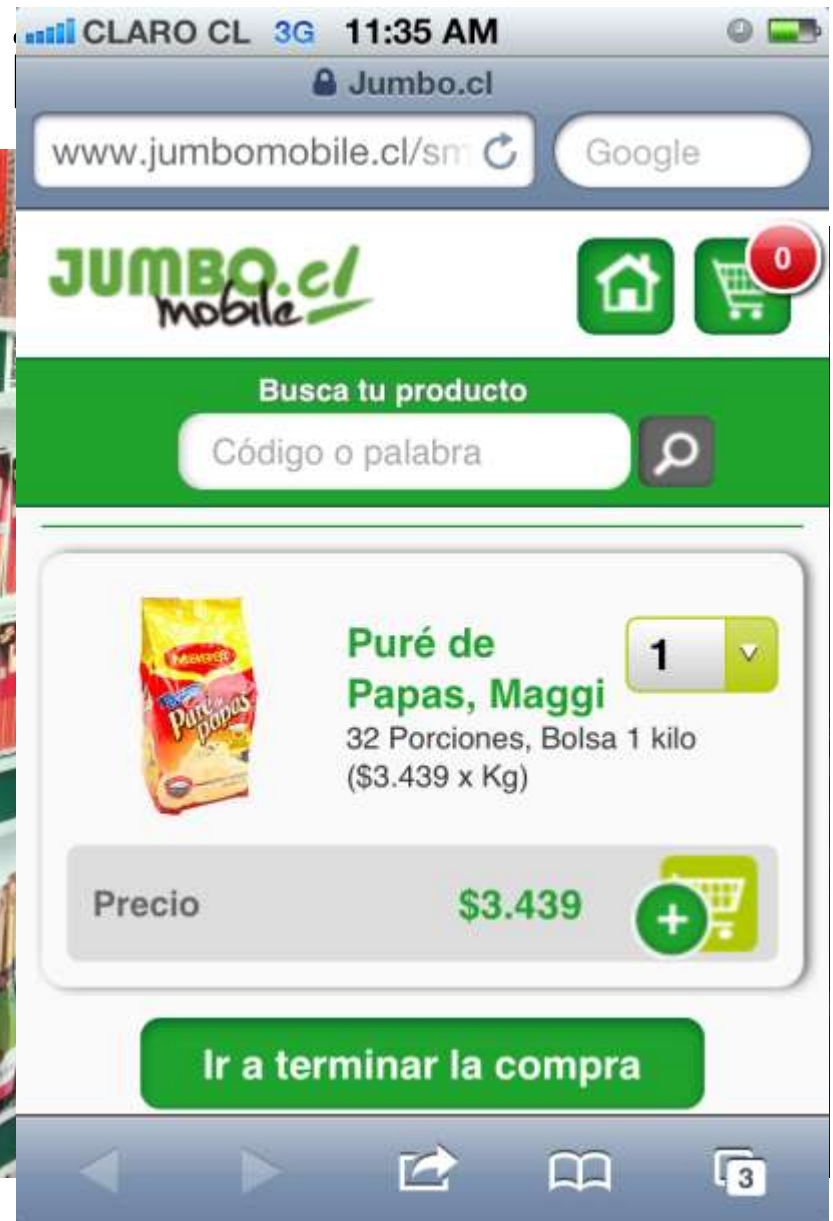 CLARO CL 3G 11:35 AM
Jumbo.cl
www.jumbomobile.cl/sm
Google
JUMBO.cl
mobile
0
Busca tu producto
Código o palabra
MAGGI
Puré de
Papas
Puré de
Papas, Maggi
1
32 Porciones, Bolsa 1 kilo
($3.439 x Kg)
Precio $3.439
Ir a terminar la compra
3